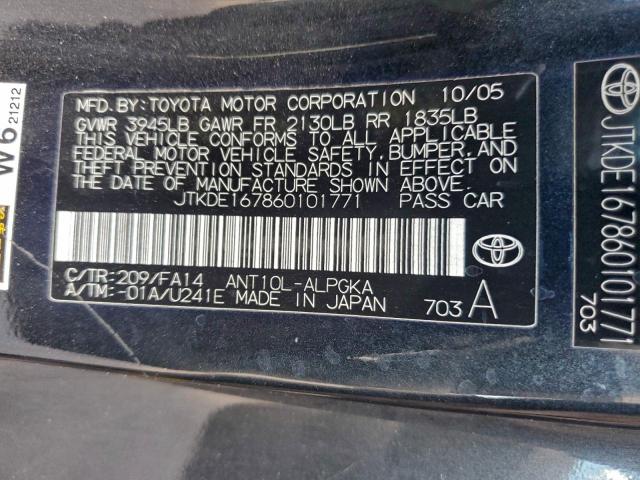 MFD.BY:TOYOTA MOTOR CORPORATION 10/05
GVWR 3945LB GAWR FR 2130LB RR 1835LB
THIS VEHICLE CONFORMS TO ALL APPLICABLE
FEDERAL MOTOR VEHICLE SAFETY,BUMPER,AND
THEFT PREVENTION STANDARDS IN EFFECT ON
THE DATE OF MANUFACTURE SHOWN ABOVE.
JTKDE167860101771 PASS CAR
C/TR:209/FA14 ANT10L-ALPGKA
A/TM:-01A/U241E MADE IN JAPAN 703 A
W6
21212
JTKDE167860101771
703